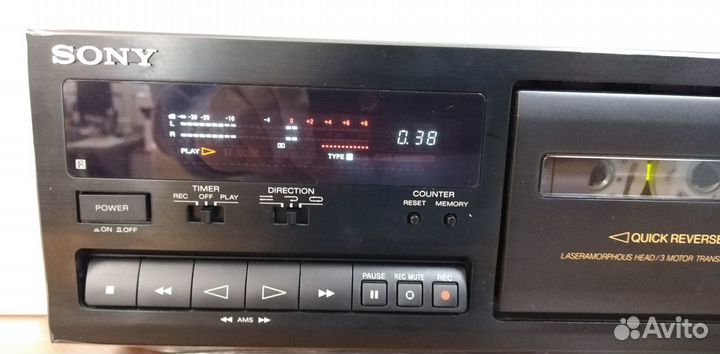 SONY
dB -∞ -30 -20 -10 -4 0 +2 +4 +6 +8
L
R
0.38
PLAY
TYPE
POWER
ON OFF
TIMER
REC OFF PLAY
DIRECTION
COUNTER
RESET MEMORY
QUICK REVERSE
LASERAMORPHOUS HEAD/3 MOTOR TRANS
PAUSE REC MUTE REC
AMS
Avito